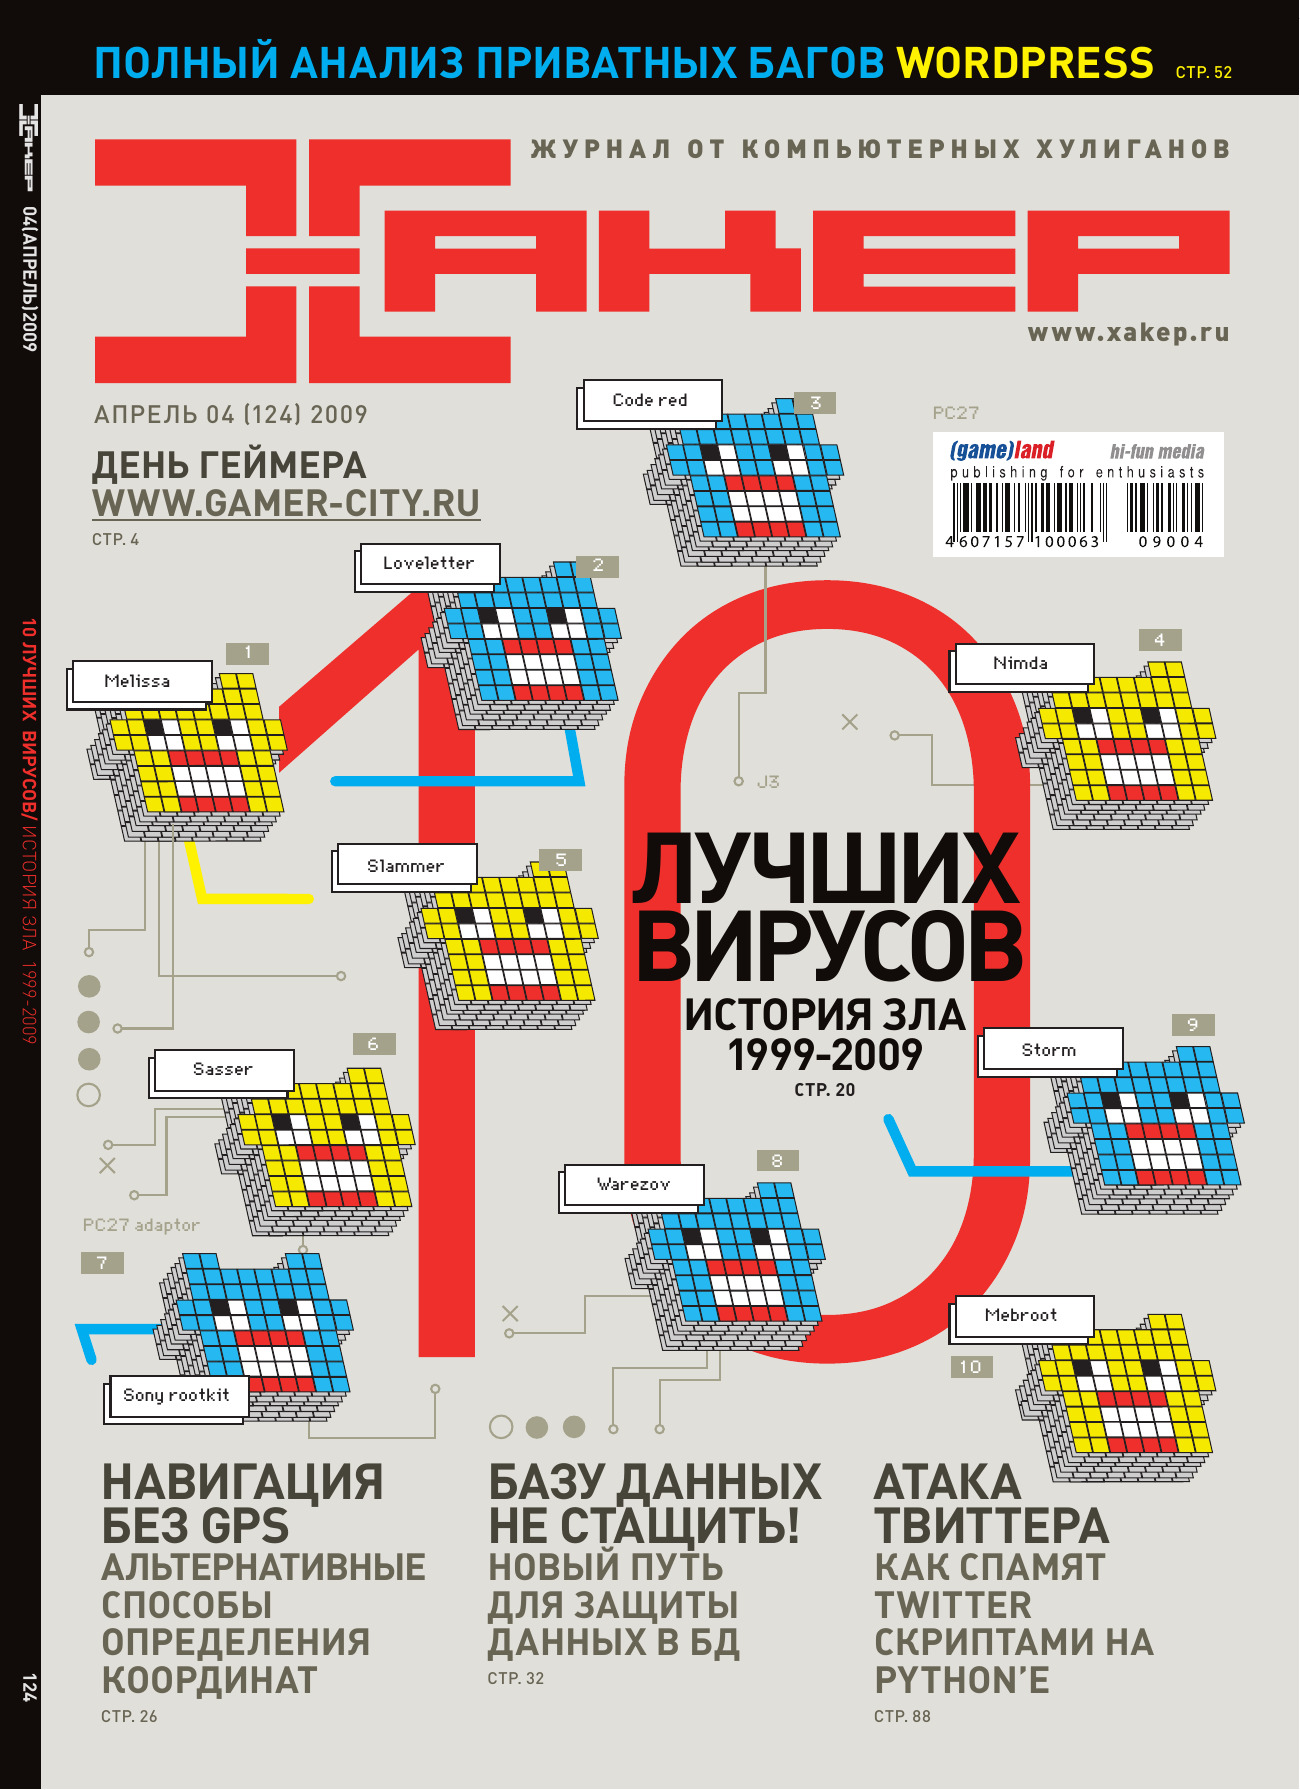 ПОЛНЫЙ АНАЛИЗ ПРИВАТНЫХ БАГОВ WORDPRESS СТР. 52
ЖУРНАЛ ОТ КОМПЬЮТЕРНЫХ ХУЛИГАНОВ
ХАКЕР
www.xakep.ru
ХАКЕР 04(АПРЕЛЬ)2009
10 ЛУЧШИХ ВИРУСОВ/ ИСТОРИЯ ЗЛА 1999-2009
124
АПРЕЛЬ 04 (124) 2009
ДЕНЬ ГЕЙМЕРА
WWW.GAMER-CITY.RU
СТР. 4
PC27
(game)land hi-fun media
publishing for enthusiasts
4 607157 100063 09004
Code red
3
Loveletter
2
Melissa
1
Nimda
4
J3
Slammer
5
10
ЛУЧШИХ
ВИРУСОВ
ИСТОРИЯ ЗЛА
1999-2009
СТР. 20
Storm
9
Sasser
6
Warezov
8
PC27 adaptor
7
Sony rootkit
Mebroot
10
НАВИГАЦИЯ
БЕЗ GPS
АЛЬТЕРНАТИВНЫЕ
СПОСОБЫ
ОПРЕДЕЛЕНИЯ
КООРДИНАТ
СТР. 26
БАЗУ ДАННЫХ
НЕ СТАЩИТЬ!
НОВЫЙ ПУТЬ
ДЛЯ ЗАЩИТЫ
ДАННЫХ В БД
СТР. 32
АТАКА
ТВИТТЕРА
КАК СПАМЯТ
TWITTER
СКРИПТАМИ НА
PYTHON'Е
СТР. 88